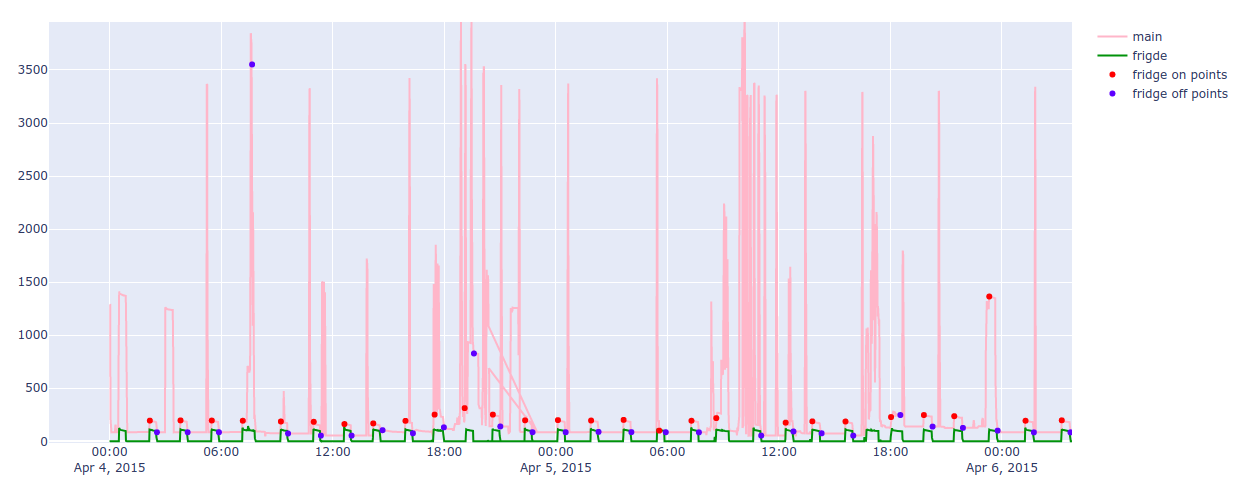 main
frigde
fridge on points
fridge off points
3500
3000
2500
2000
1500
1000
500
0
00:00 06:00 12:00 18:00 00:00 06:00 12:00 18:00 00:00
Apr 4, 2015 Apr 5, 2015 Apr 6, 2015